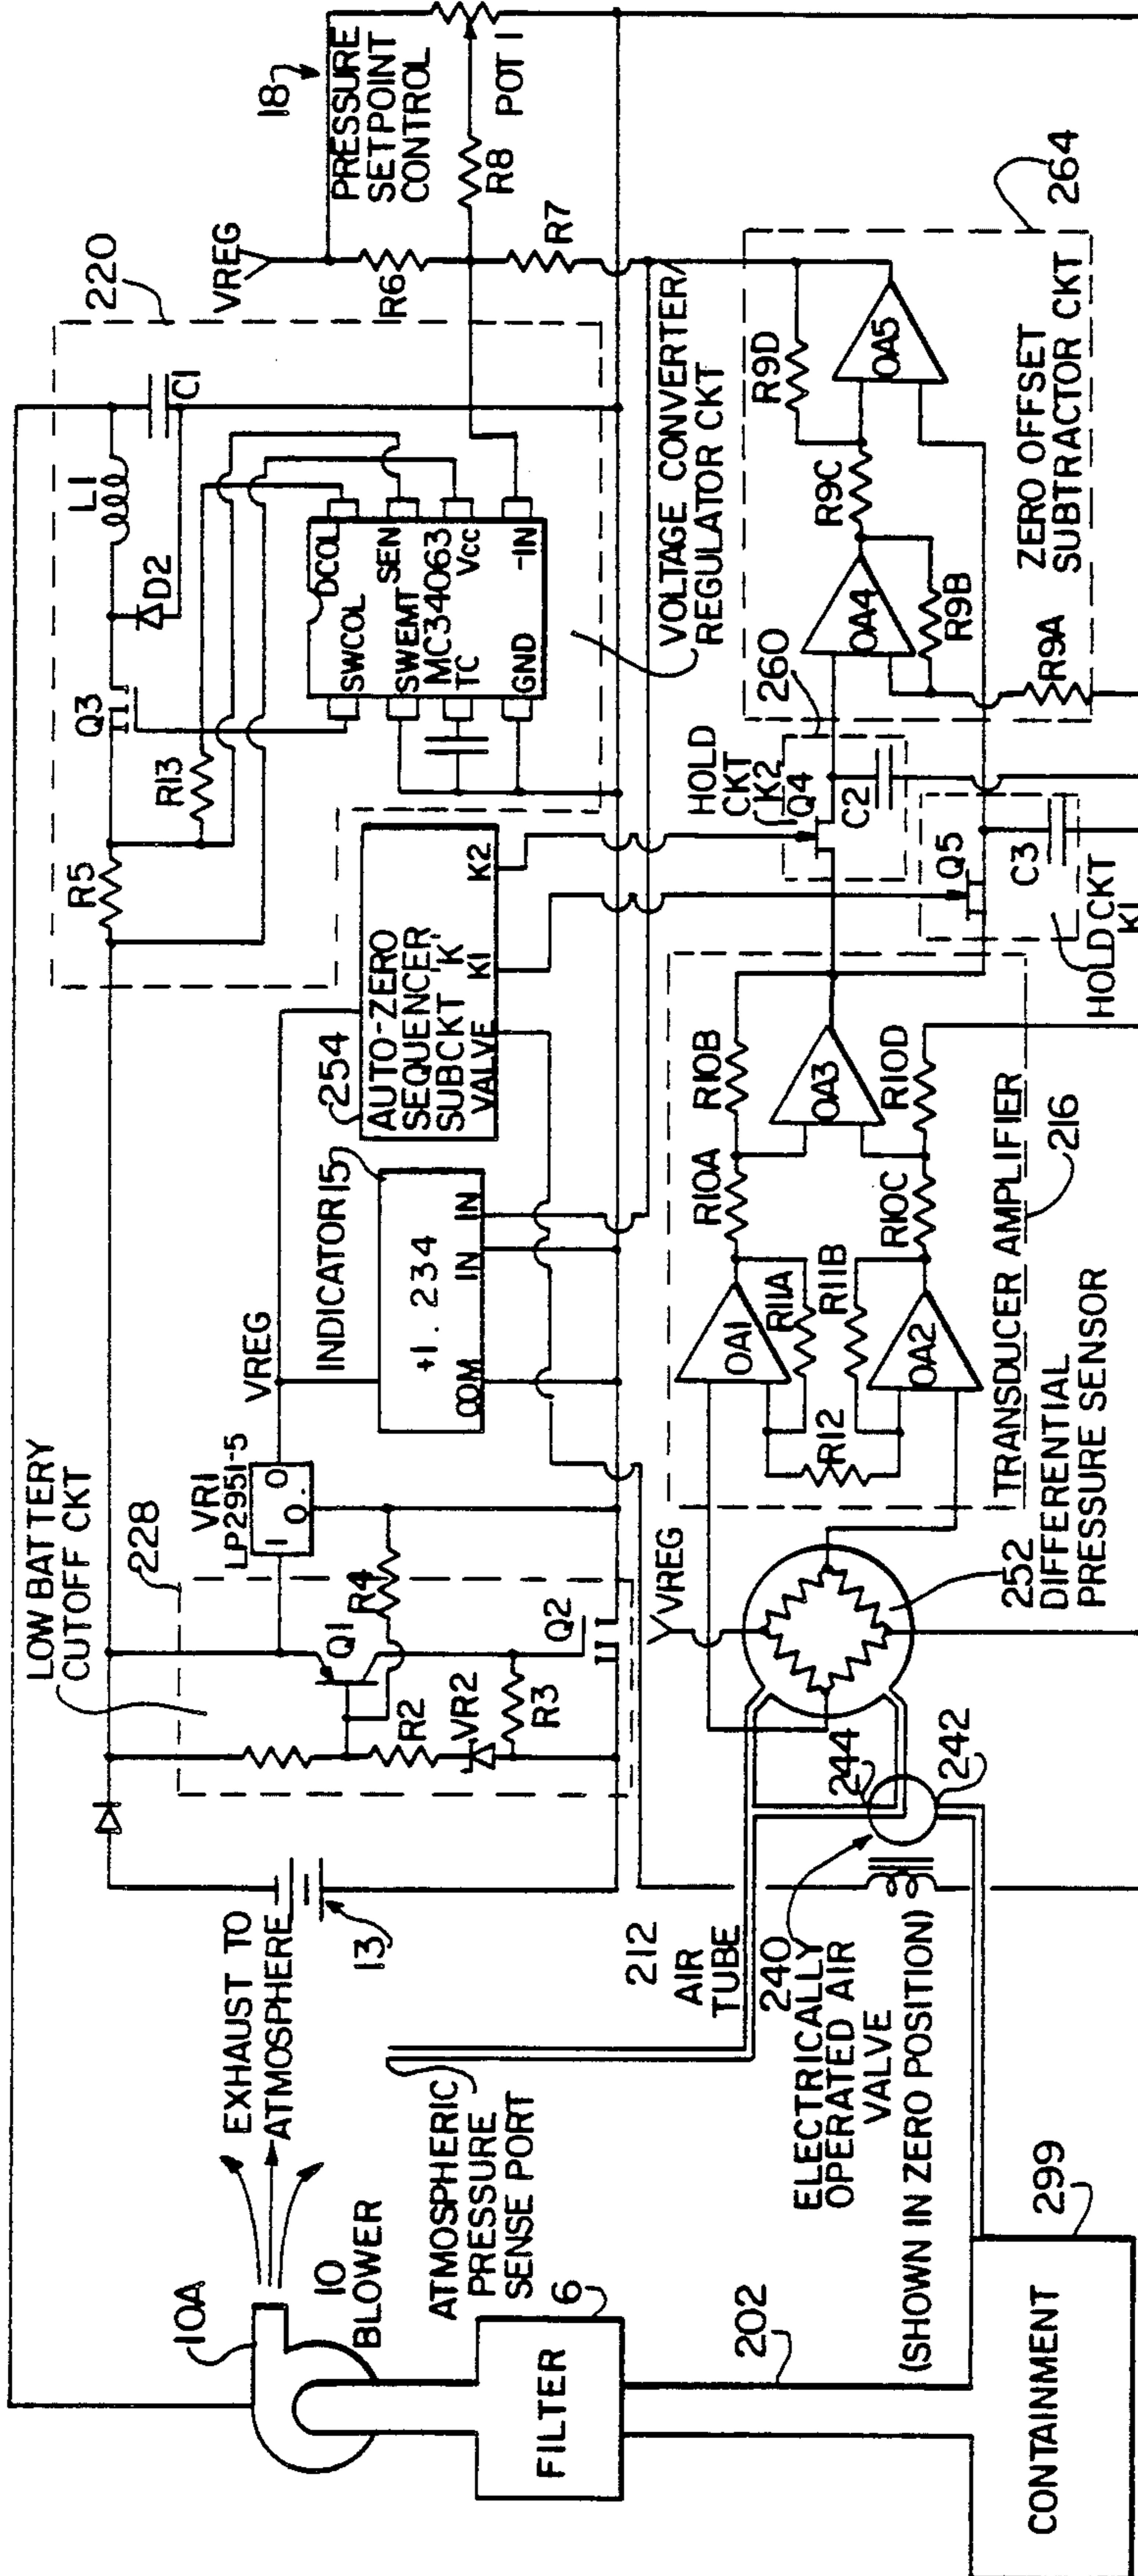 10A
EXHAUST TO
ATMOSPHERE
10
BLOWER
ATMOSPHERIC
PRESSURE
SENSE PORT
6
FILTER
202
299
CONTAINMENT
LOW BATTERY
CUTOFF CKT
228
13
Q1
R4
R2
VR2
R3
Q2
VR1
LP2951-5
I
O
VREG
INDICATOR 15
+1.234
COM
IN
IN
254
AUTO-ZERO
SEQUENCER
SUBCKT 'K'
VALVE
K1
K2
R5
R13
Q3
D2
L1
C1
220
SWCOL
DCOL
SWEMT
SEN
MC34063
TC
Vcc
GND
-IN
VOLTAGE CONVERTER/
REGULATOR CKT
VREG
18
PRESSURE
SETPOINT
CONTROL
R6
R8
POT 1
R7
212
AIR
TUBE
240
ELECTRICALLY
OPERATED AIR
VALVE
(SHOWN IN ZERO POSITION)
244
242
VREG
252
DIFFERENTIAL
PRESSURE SENSOR
OA1
R11A
R11B
R12
OA2
R10A
R10B
OA3
R10C
R10D
TRANSDUCER AMPLIFIER
216
HOLD
CKT
K2
260
Q4
C2
Q5
C3
HOLD CKT
K1
OA4
R9B
R9A
R9C
R9D
OA5
ZERO OFFSET
SUBTRACTOR CKT
264